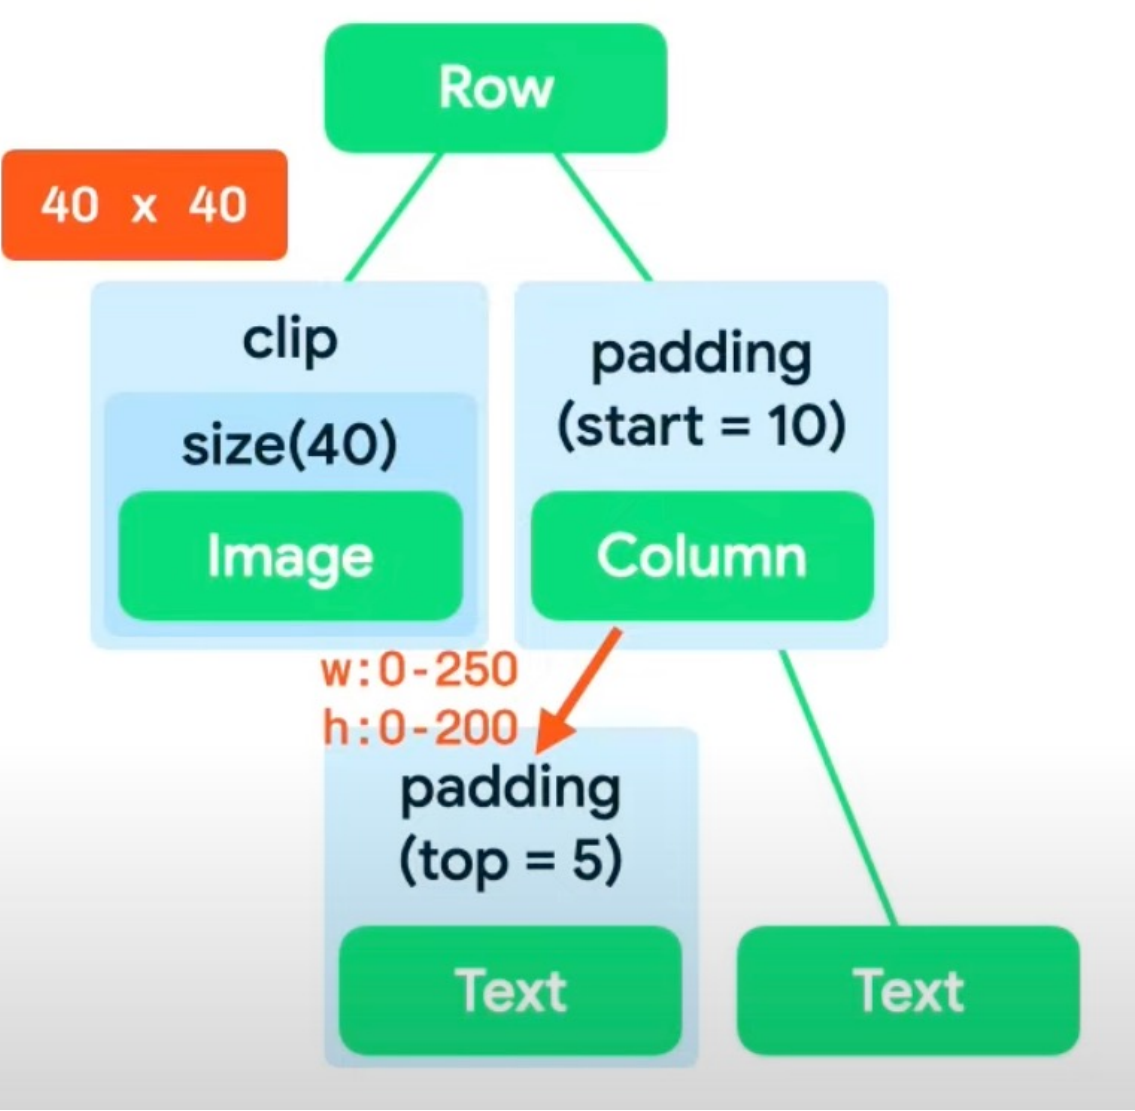 Row
40 x 40
clip
size(40)
Image
padding
(start = 10)
Column
w:0-250
h:0-200
padding
(top = 5)
Text
Text